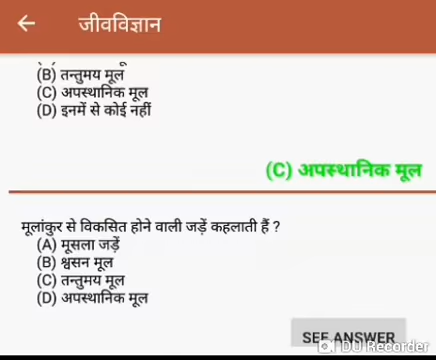 जीवविज्ञान
(B) तन्तुमय मूल
(C) अपस्थानिक मूल
(D) इनमें से कोई नहीं
(C) अपस्थानिक मूल
मूलांकुर से विकसित होने वाली जड़ें कहलाती हैं ?
(A) मूसला जड़ें
(B) श्वसन मूल
(C) तन्तुमय मूल
(D) अपस्थानिक मूल
SEE ANSWER
DU Recorder